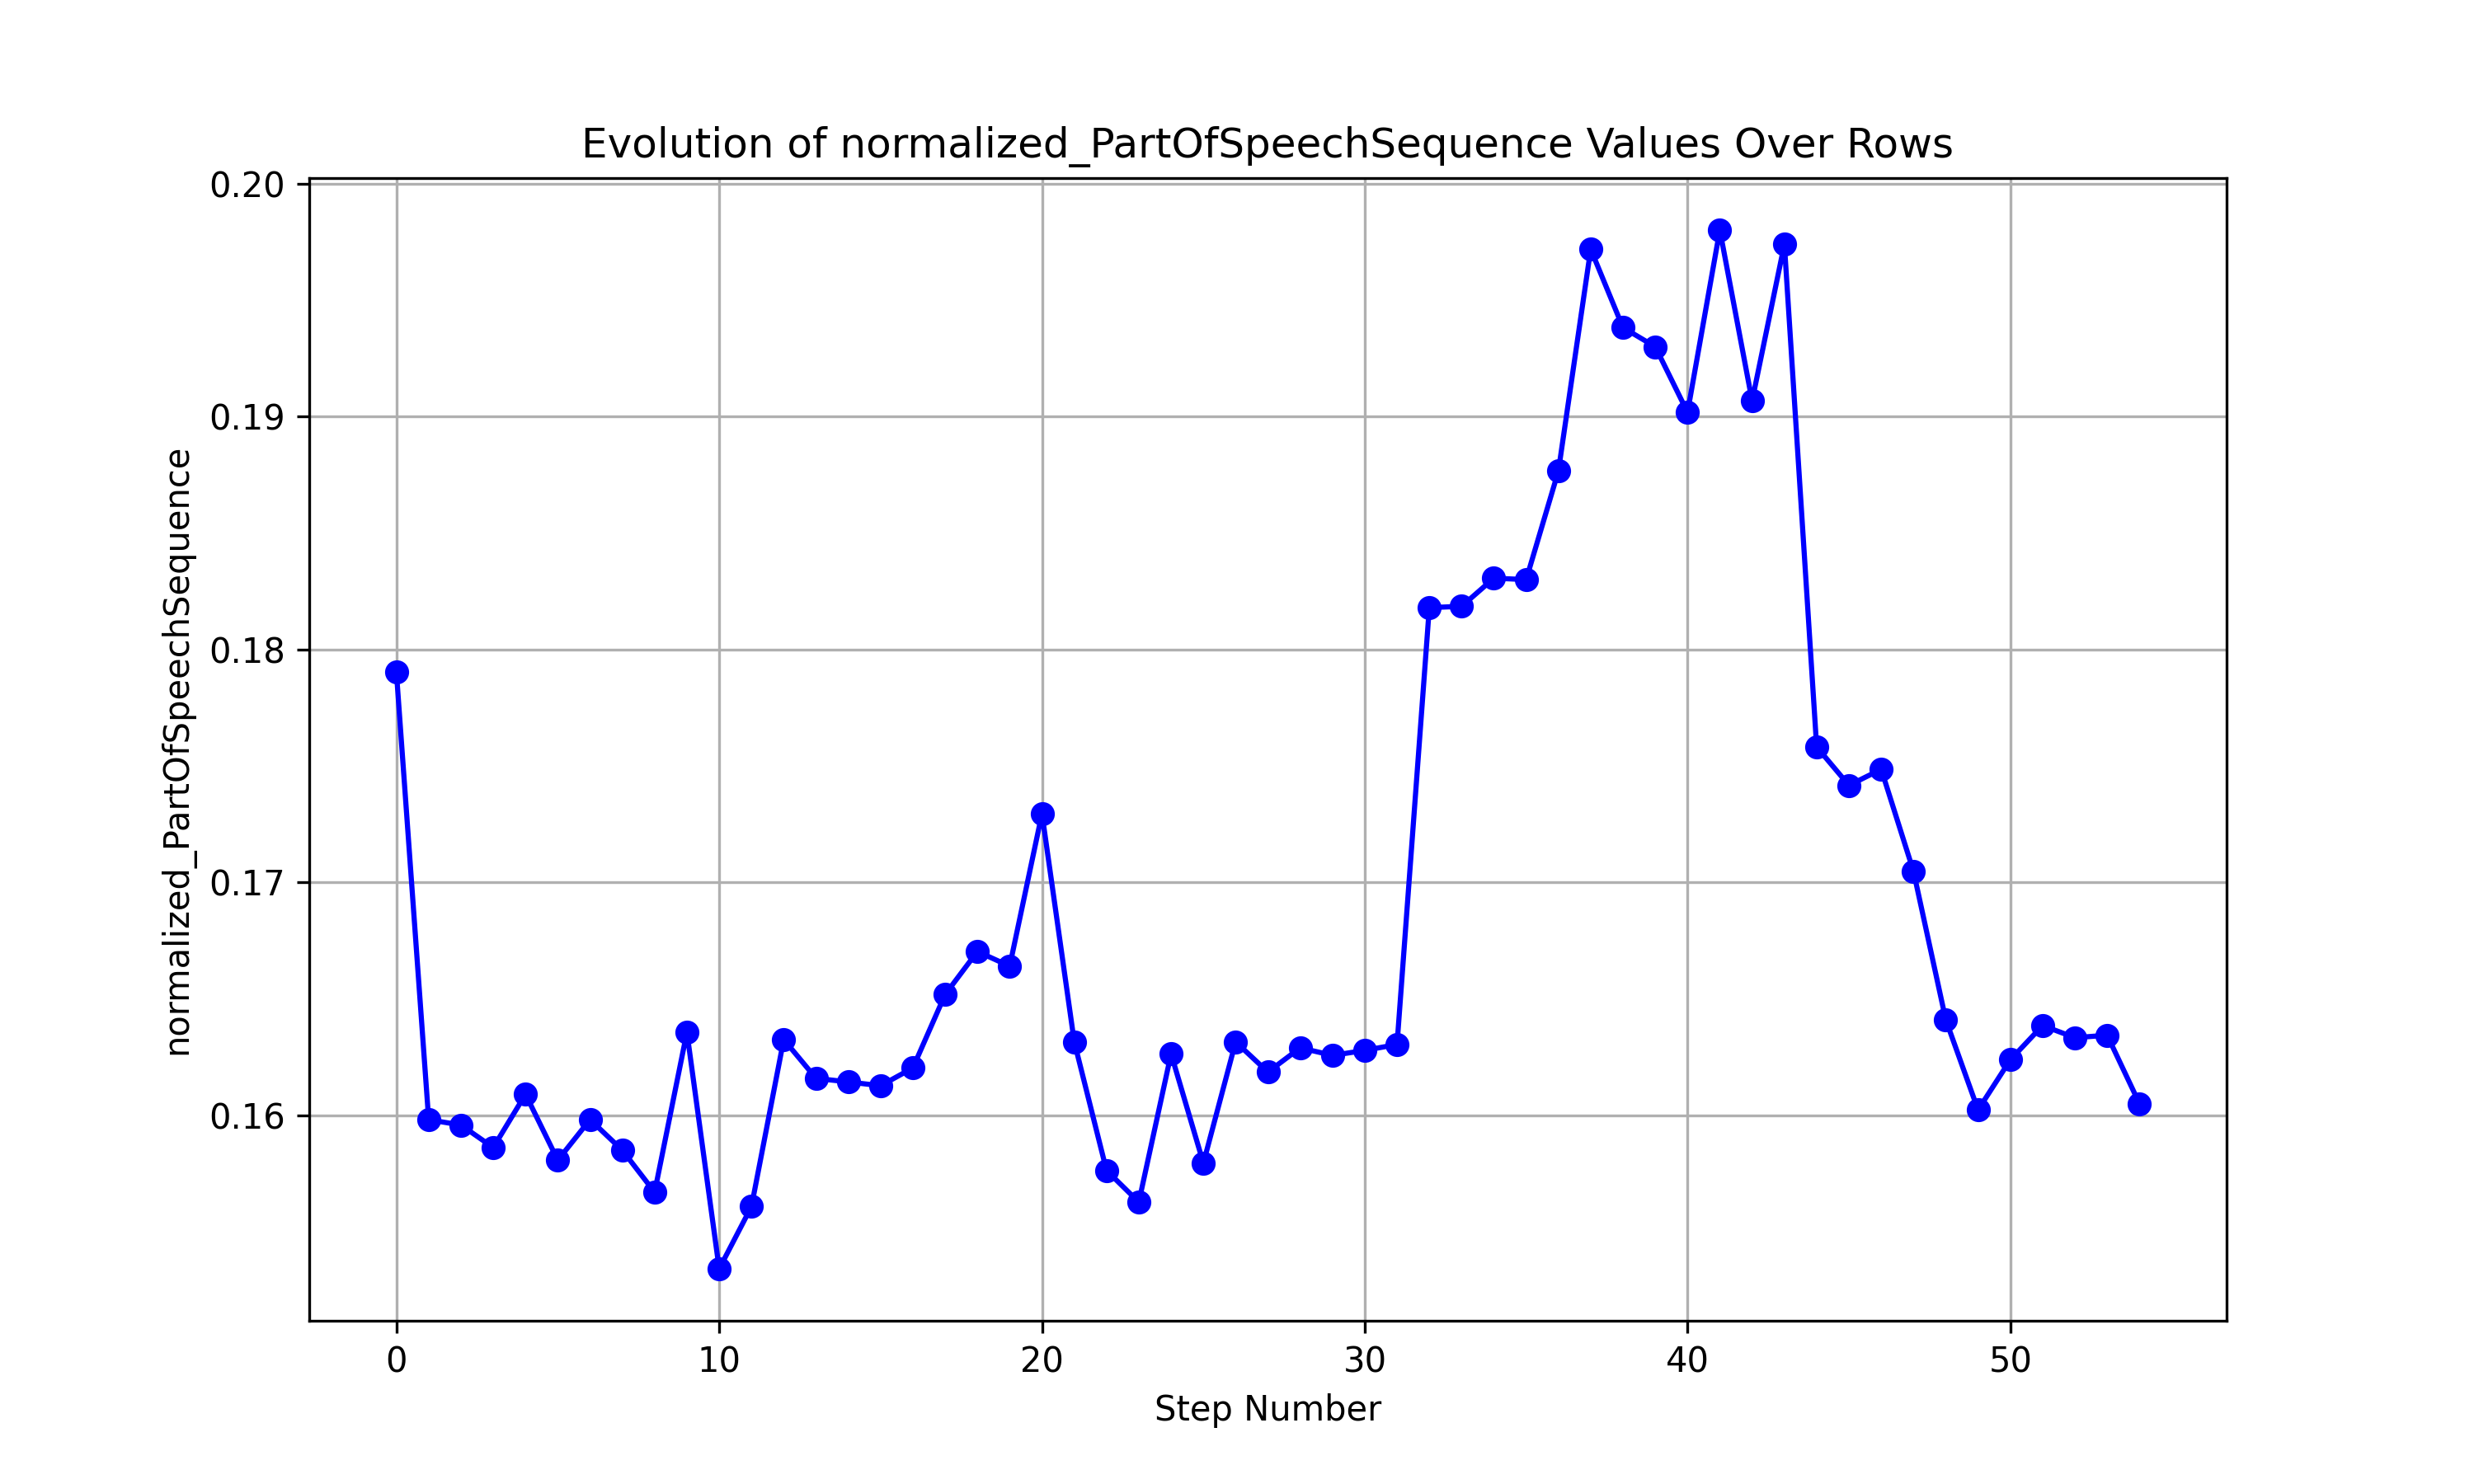 Evolution of normalized_PartOfSpeechSequence Values Over Rows
0.20
0.19
0.18
0.17
0.16
normalized_PartOfSpeechSequence
0 10 20 30 40 50
Step Number